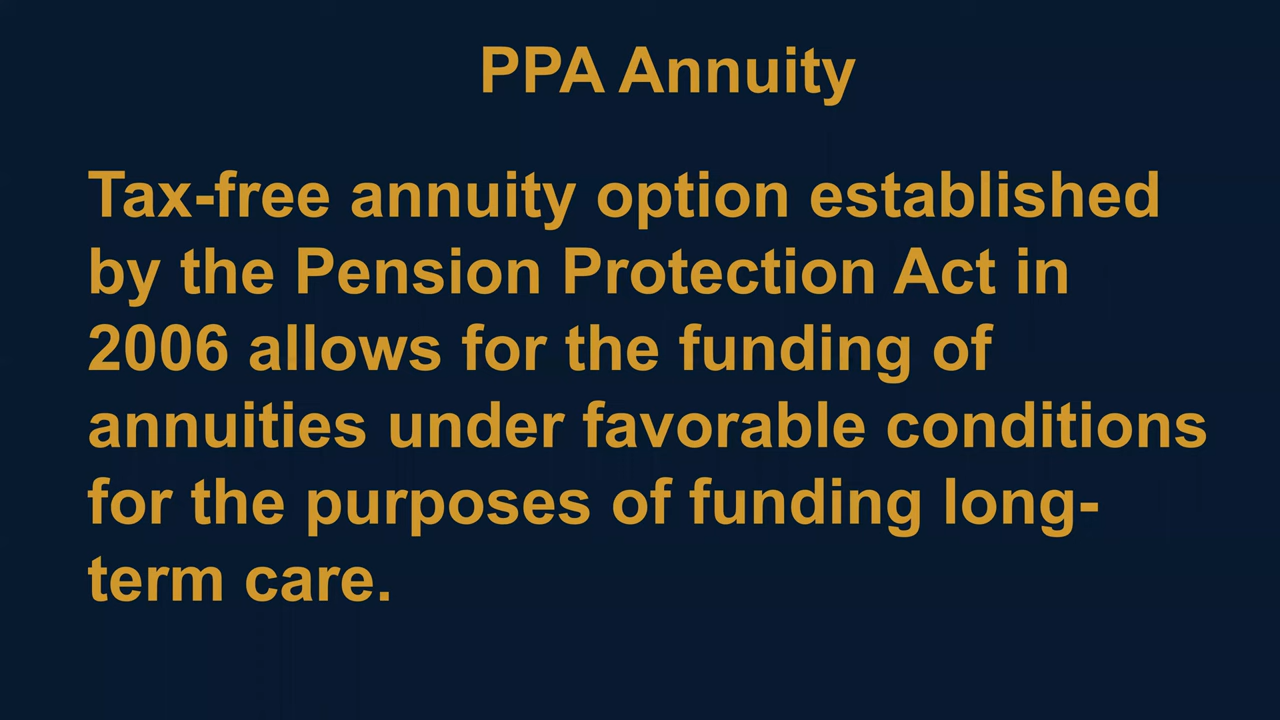 PPA Annuity
Tax-free annuity option established
by the Pension Protection Act in
2006 allows for the funding of
annuities under favorable conditions
for the purposes of funding long-
term care.